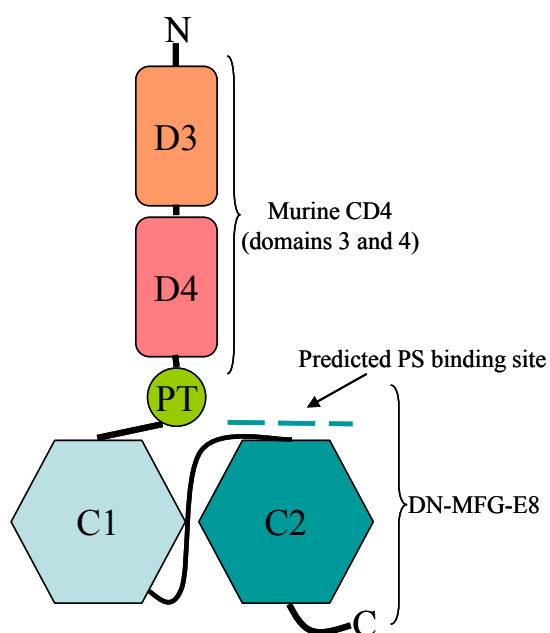 N
D3
Murine CD4
(domains 3 and 4)
D4
Predicted PS binding site
PT
C1
C2
DN-MFG-E8
C